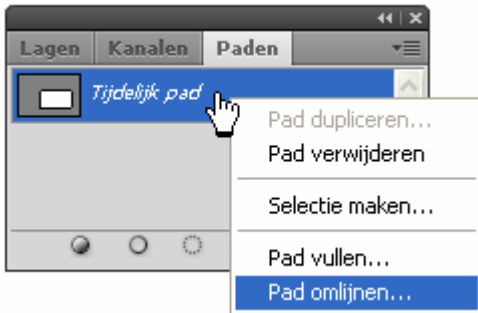 Lagen Kanalen Paden
Tijdelijk pad
Pad dupliceren...
Pad verwijderen
Selectie maken...
Pad vullen...
Pad omlijnen...